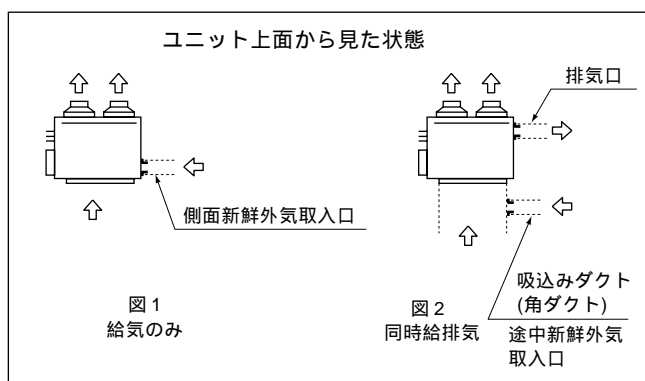 ユニット上面から見た状態
側面新鮮外気取入口
図1
給気のみ
排気口
吸込みダクト
(角ダクト)
途中新鮮外気
取入口
図2
同時給排気